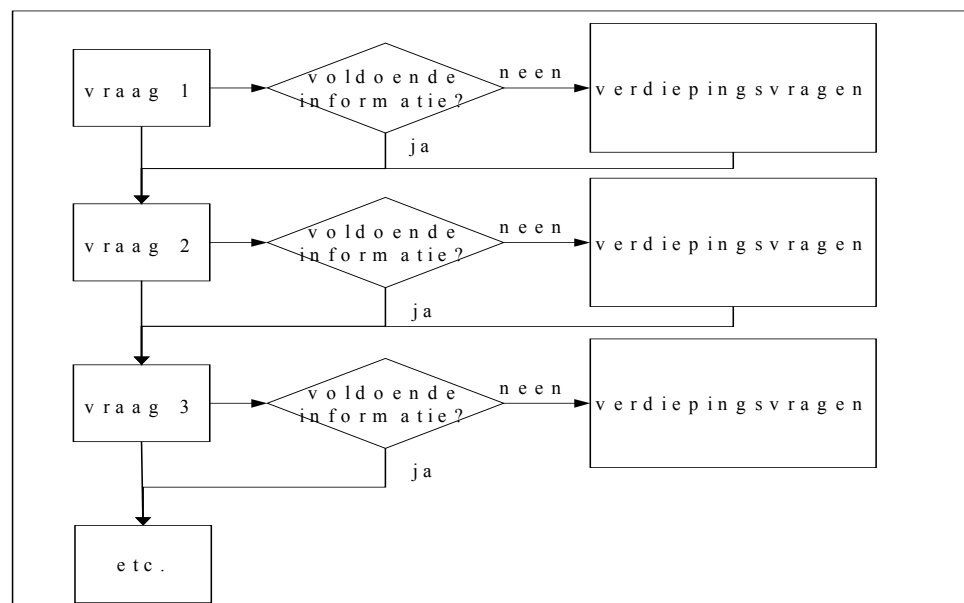 vraag 1
voldoende
informatie?
neen
verdiepingsvragen
ja
vraag 2
voldoende
informatie?
neen
verdiepingsvragen
ja
vraag 3
voldoende
informatie?
neen
verdiepingsvragen
ja
etc.